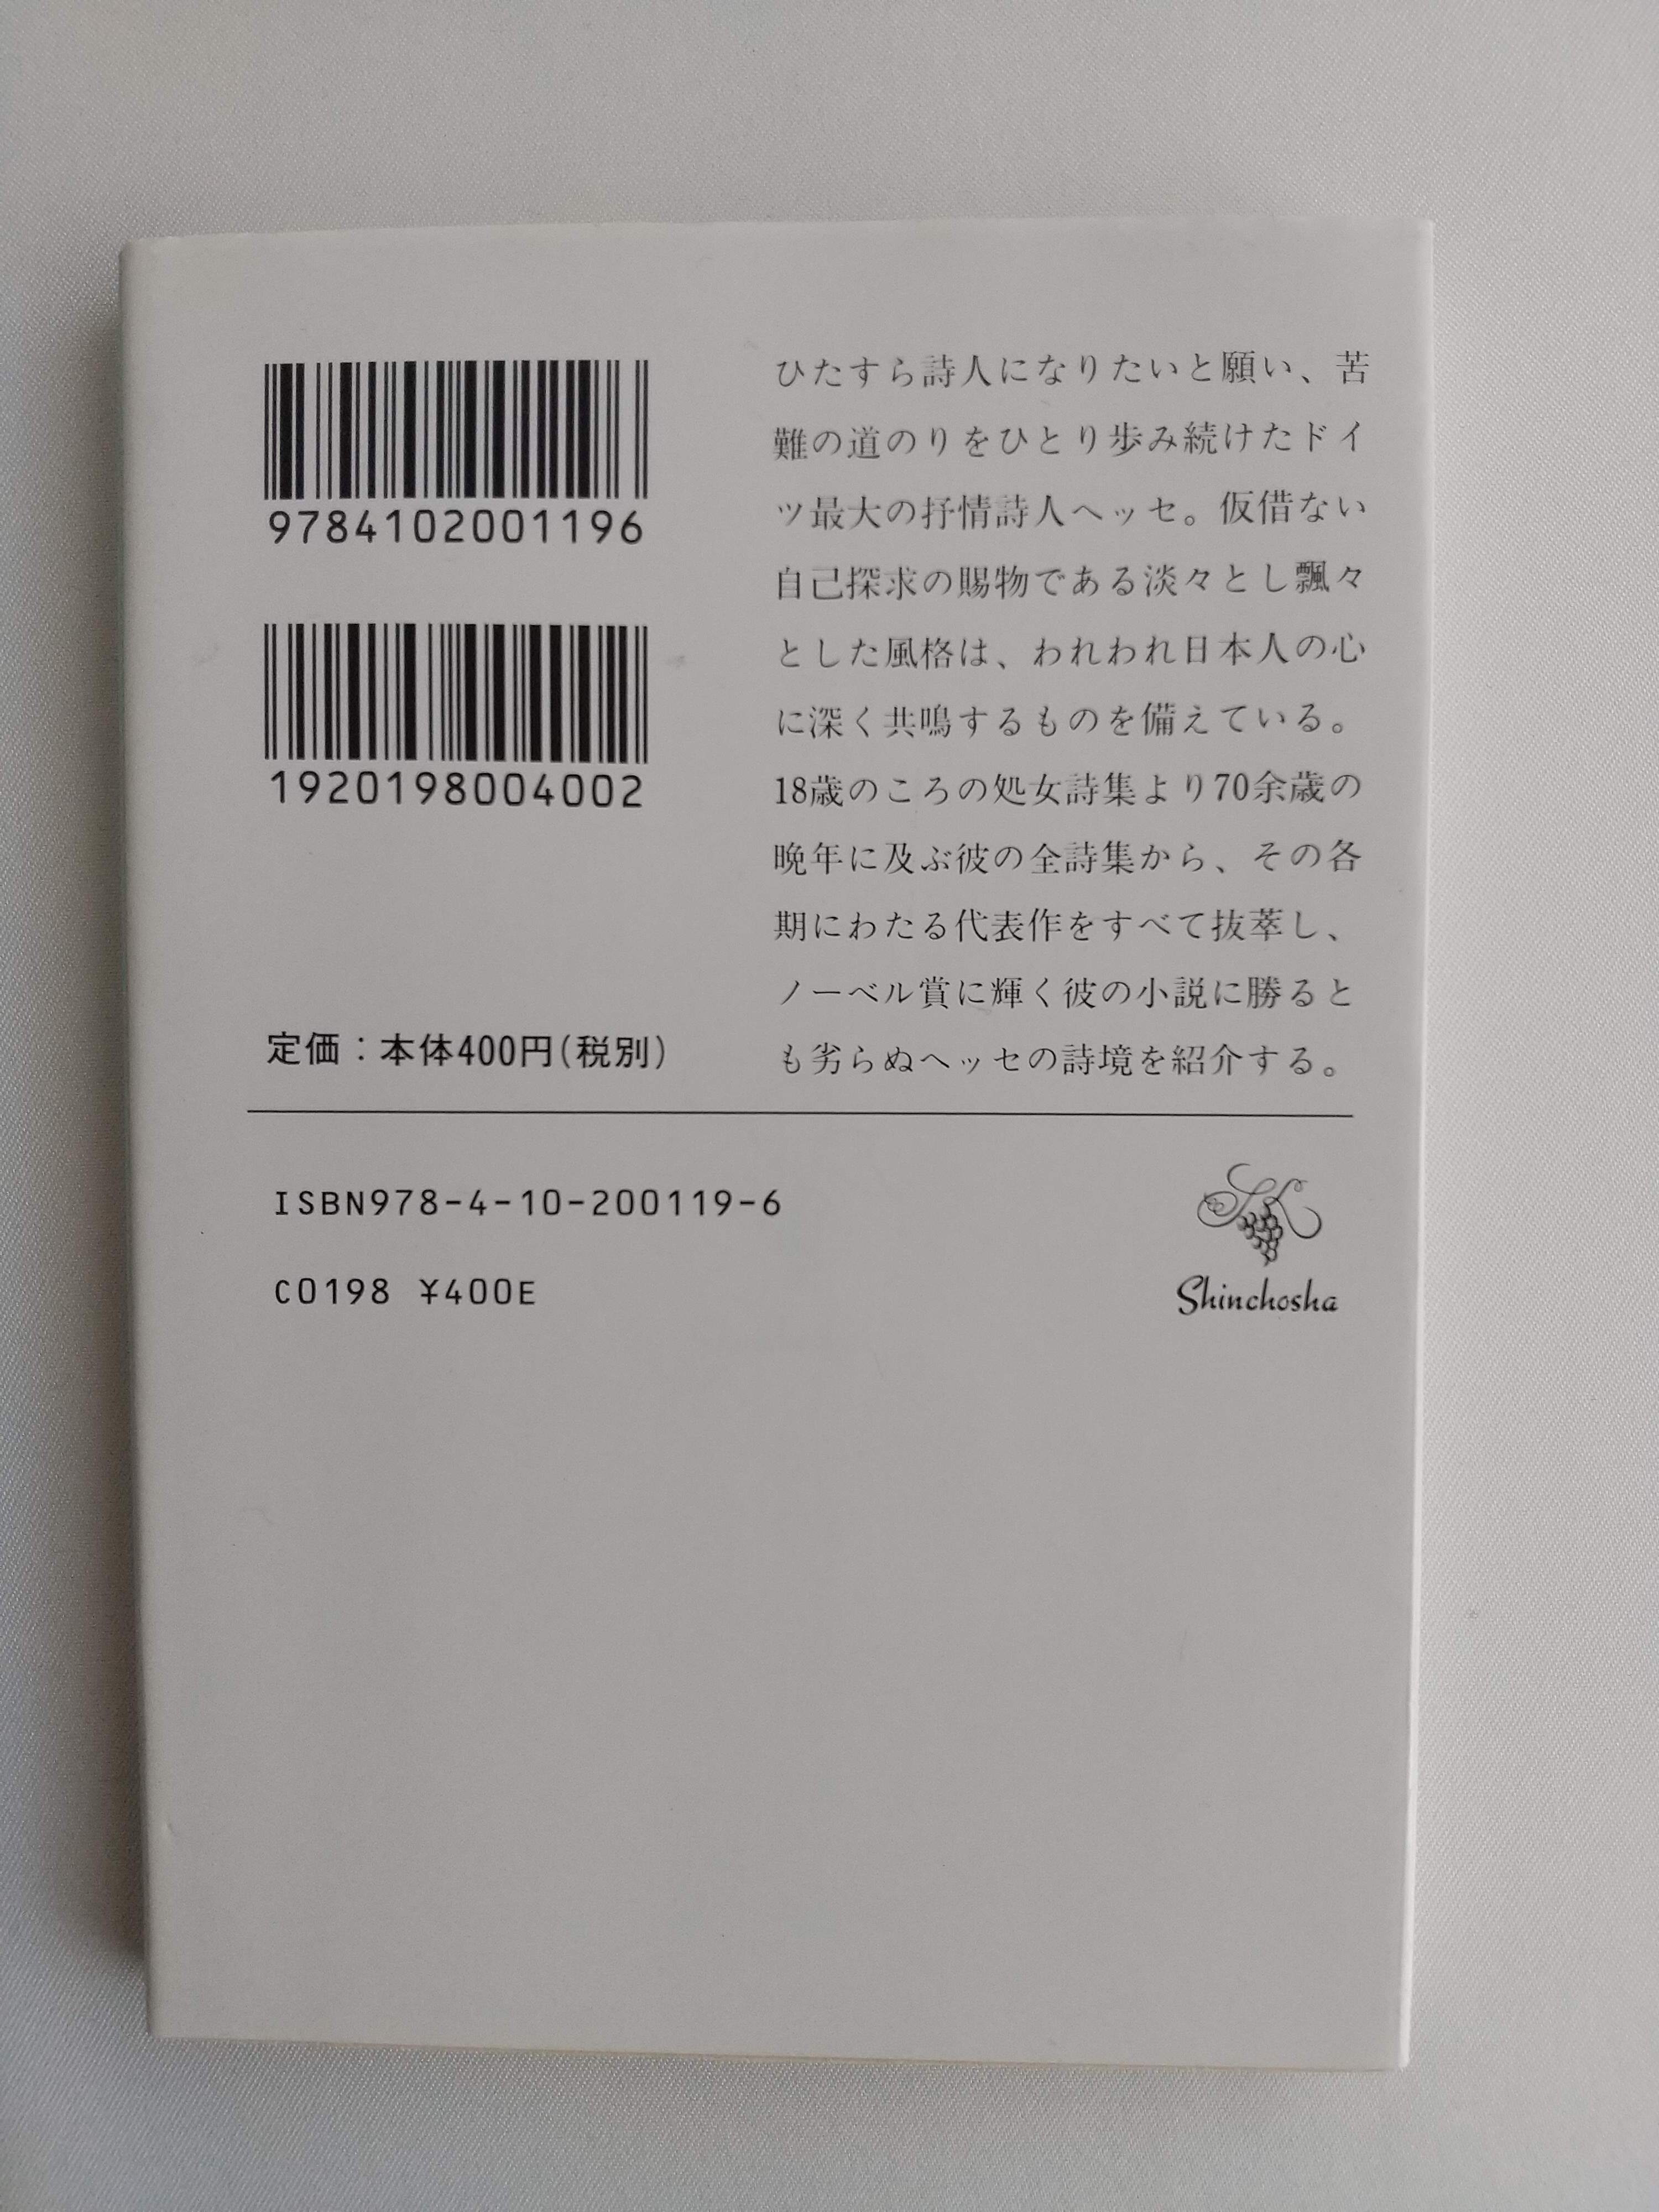 9784102001196
1920198004002
定価:本体400円(税別)
ひたすら詩人になりたいと願い、苦
難の道のりをひとり歩み続けたドイ
ツ最大の抒情詩人ヘッセ。仮借ない
自己探求の賜物である淡々とし飄々
とした風格は、われわれ日本人の心
に深く共鳴するものを備えている。
18歳のころの処女詩集より70余歳の
晩年に及ぶ彼の全詩集から、その各
期にわたる代表作をすべて抜萃し、
ノーベル賞に輝く彼の小説に勝ると
も劣らぬヘッセの詩境を紹介する。
ISBN978-4-10-200119-6
C0198 ¥400E
Shinchosha